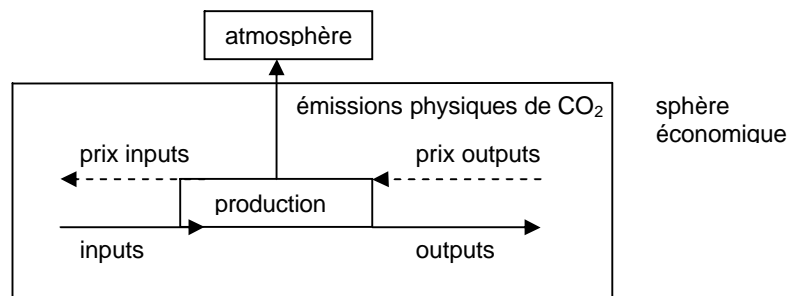 atmosphère
émissions physiques de CO₂
sphère
économique
prix inputs
prix outputs
production
inputs
outputs